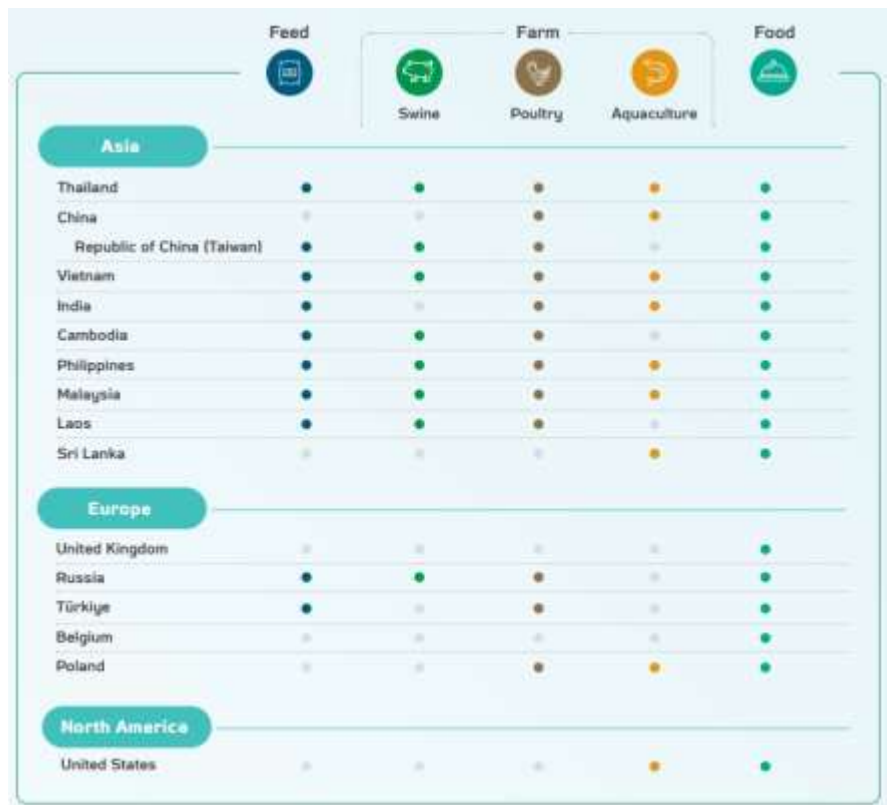 Feed Farm Food
Swine Poultry Aquaculture
Asia
Thailand
China
Republic of China (Taiwan)
Vietnam
India
Cambodia
Philippines
Malaysia
Laos
Sri Lanka
Europe
United Kingdom
Russia
Türkiye
Belgium
Poland
North America
United States